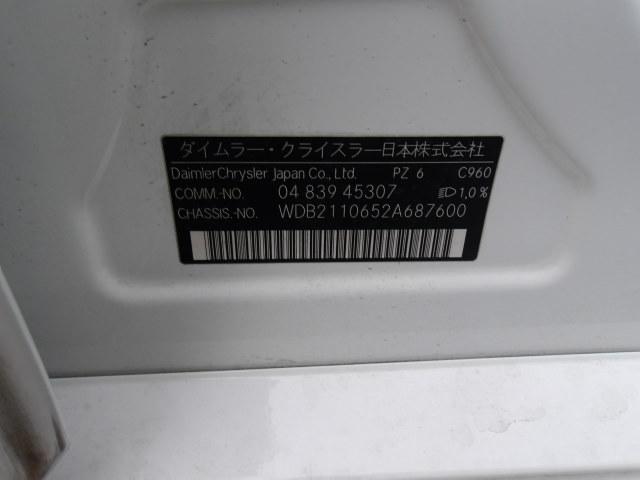 ダイムラー・クライスラー日本株式会社
DaimlerChrysler Japan Co., Ltd. PZ 6 C960
COMM.-NO. 04 839 45307 1,0%
CHASSIS.-NO. WDB2110652A687600